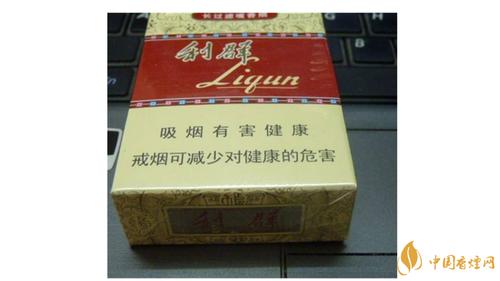 长过滤嘴香烟
利群
Liqun
吸烟有害健康
戒烟可减少对健康的危害
利群
中国香烟网